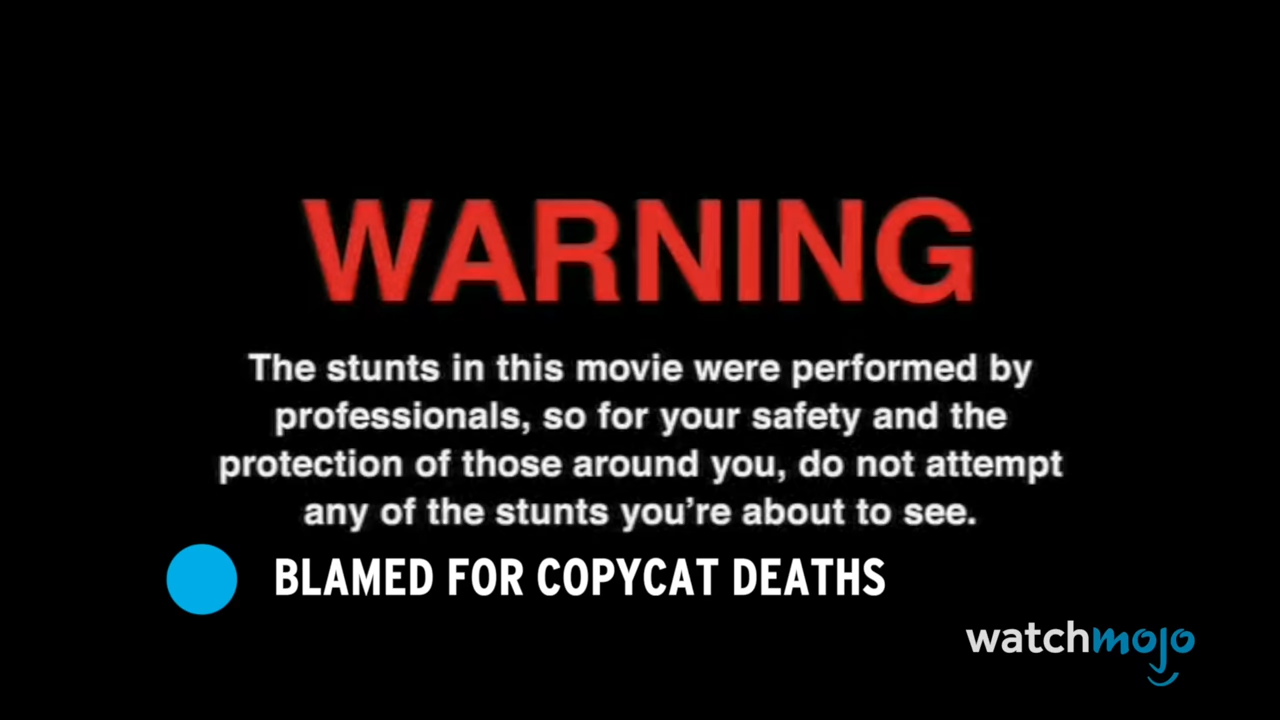 WARNING
The stunts in this movie were performed by
professionals, so for your safety and the
protection of those around you, do not attempt
any of the stunts you're about to see.
BLAMED FOR COPYCAT DEATHS
watchmojo